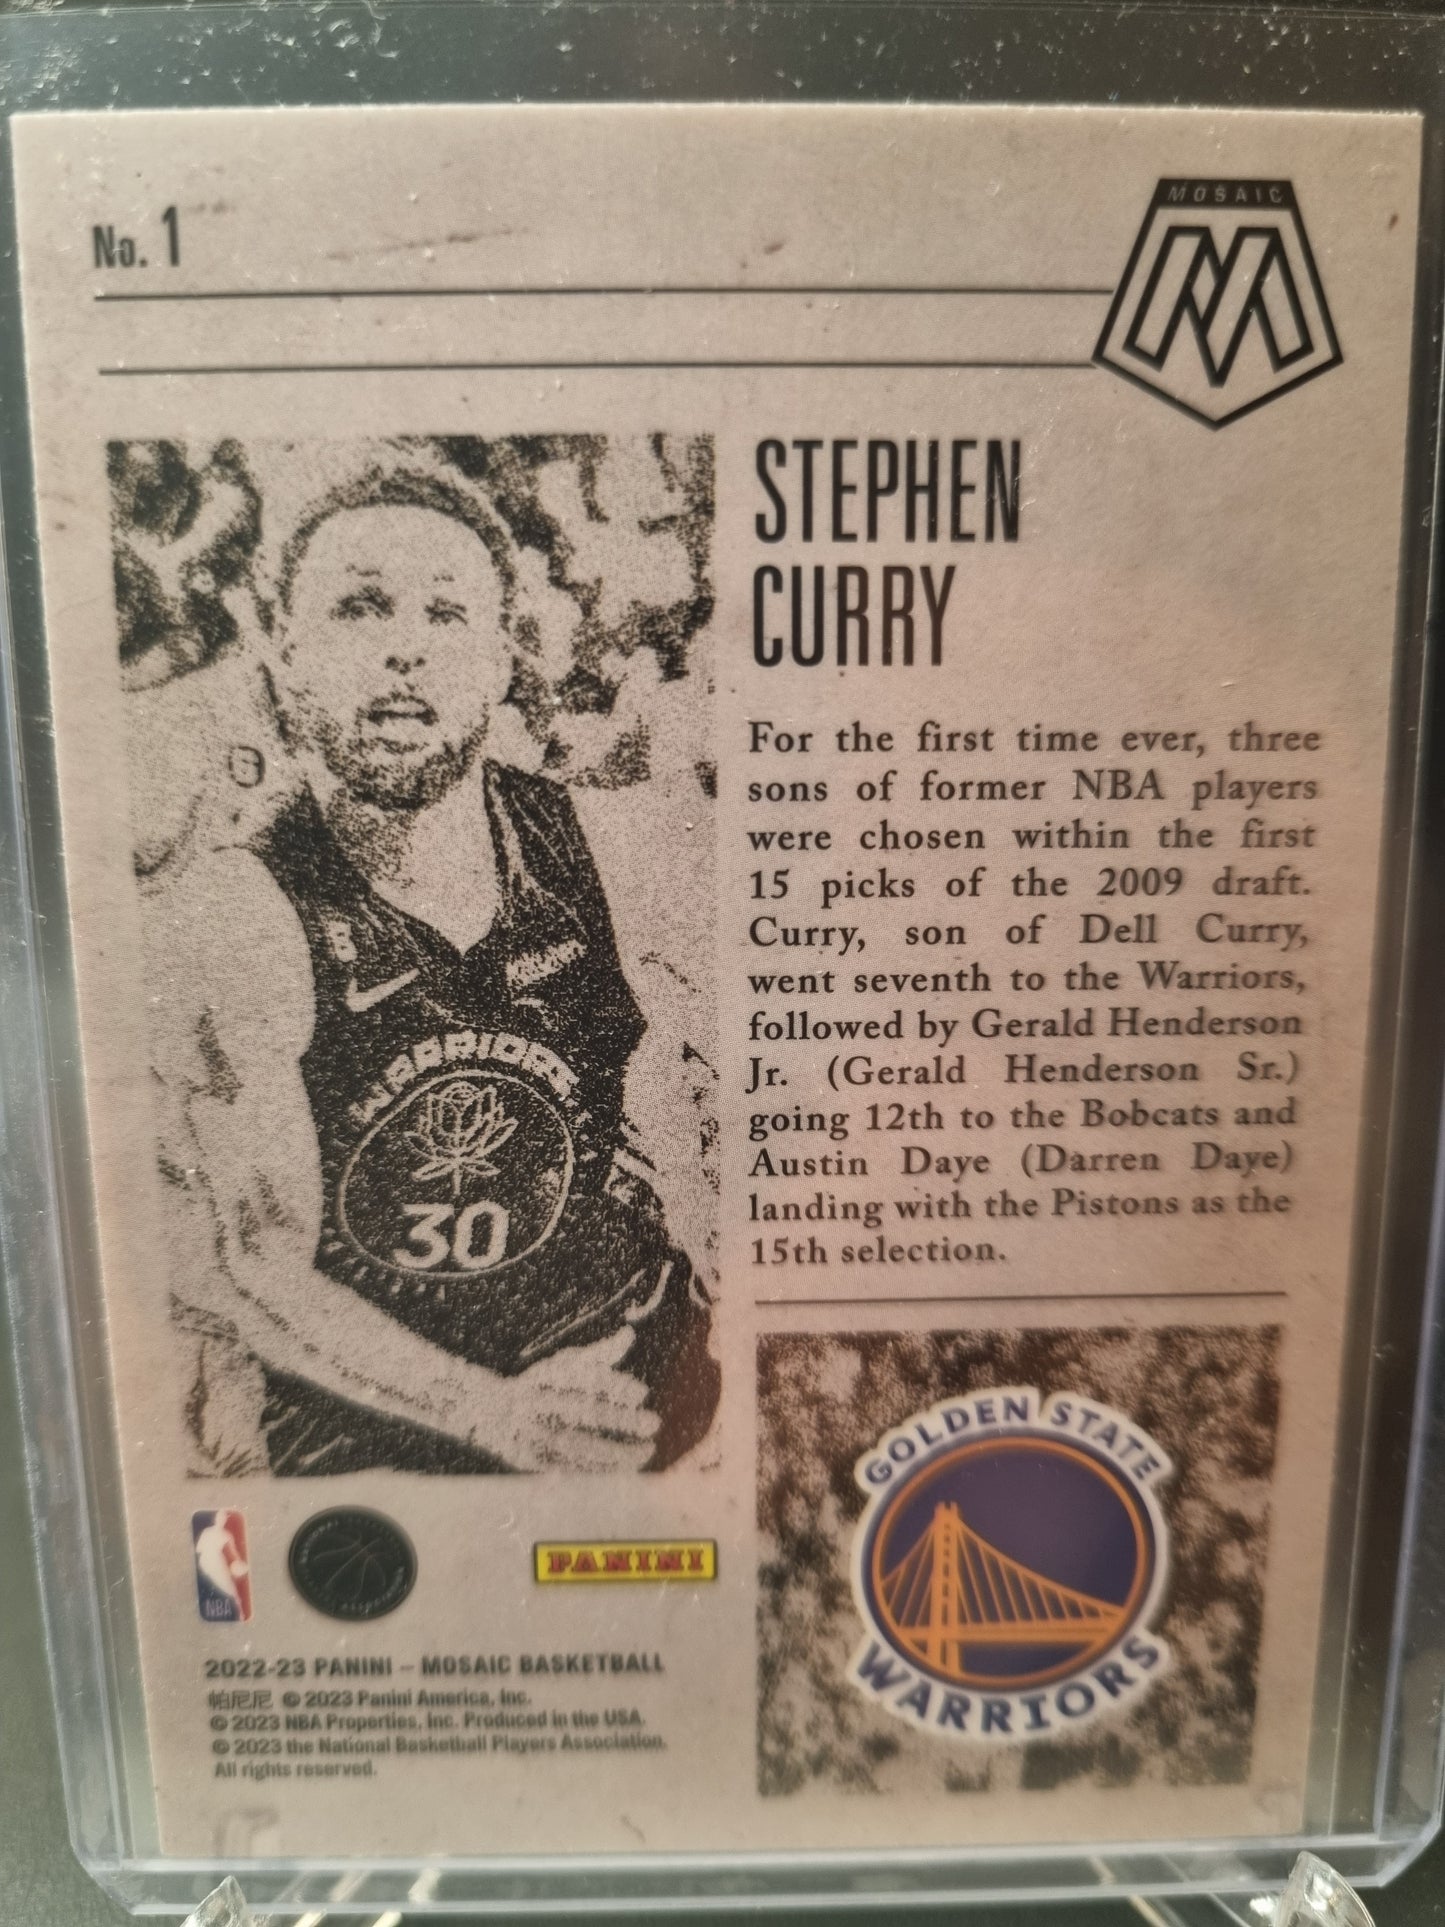 No. 1
MOSAIC
STEPHEN
CURRY
For the first time ever, three
sons of former NBA players
were chosen within the first
15 picks of the 2009 draft.
Curry, son of Dell Curry,
went seventh to the Warriors,
followed by Gerald Henderson
Jr. (Gerald Henderson Sr.)
going 12th to the Bobcats and
Austin Daye (Darren Daye)
landing with the Pistons as the
15th selection.
6
WARRIORS
30
GOLDEN STATE
WARRIORS
NBA
PANINI
2022-23 PANINI – MOSAIC BASKETBALL
帕尼尼 © 2023 Panini America, Inc.
© 2023 NBA Properties, Inc. Produced in the USA.
© 2023 the National Basketball Players Association.
All rights reserved.